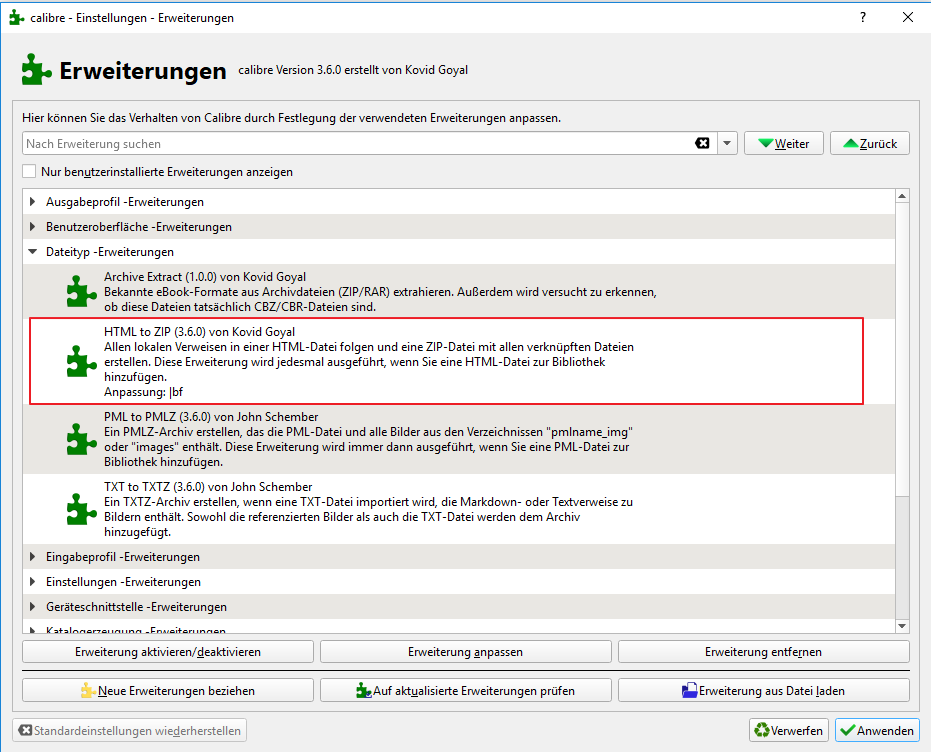 calibre - Einstellungen - Erweiterungen
?
Erweiterungen
calibre Version 3.6.0 erstellt von Kovid Goyal
Hier können Sie das Verhalten von Calibre durch Festlegung der verwendeten Erweiterungen anpassen.
Nach Erweiterung suchen
Weiter
Zurück
Nur benutzerinstallierte Erweiterungen anzeigen
Ausgabeprofil -Erweiterungen
Benutzeroberfläche -Erweiterungen
Dateityp -Erweiterungen
Archive Extract (1.0.0) von Kovid Goyal
Bekannte eBook-Formate aus Archivdateien (ZIP/RAR) extrahieren. Außerdem wird versucht zu erkennen,
ob diese Dateien tatsächlich CBZ/CBR-Dateien sind.
HTML to ZIP (3.6.0) von Kovid Goyal
Allen lokalen Verweisen in einer HTML-Datei folgen und eine ZIP-Datei mit allen verknüpften Dateien
erstellen. Diese Erweiterung wird jedesmal ausgeführt, wenn Sie eine HTML-Datei zur Bibliothek
hinzufügen.
Anpassung: |bf
PML to PMLZ (3.6.0) von John Schember
Ein PMLZ-Archiv erstellen, das die PML-Datei und alle Bilder aus den Verzeichnissen "pmlname_img"
oder "images" enthält. Diese Erweiterung wird immer dann ausgeführt, wenn Sie eine PML-Datei zur
Bibliothek hinzufügen.
TXT to TXTZ (3.6.0) von John Schember
Ein TXTZ-Archiv erstellen, wenn eine TXT-Datei importiert wird, die Markdown- oder Textverweise zu
Bildern enthält. Sowohl die referenzierten Bilder als auch die TXT-Datei werden dem Archiv
hinzugefügt.
Eingabeprofil -Erweiterungen
Einstellungen -Erweiterungen
Geräteschnittstelle -Erweiterungen
Katalogerzeugung -Erweiterungen
Erweiterung aktivieren/deaktivieren
Erweiterung anpassen
Erweiterung entfernen
Neue Erweiterungen beziehen
Auf aktualisierte Erweiterungen prüfen
Erweiterung aus Datei laden
Standardeinstellungen wiederherstellen
Verwerfen
Anwenden